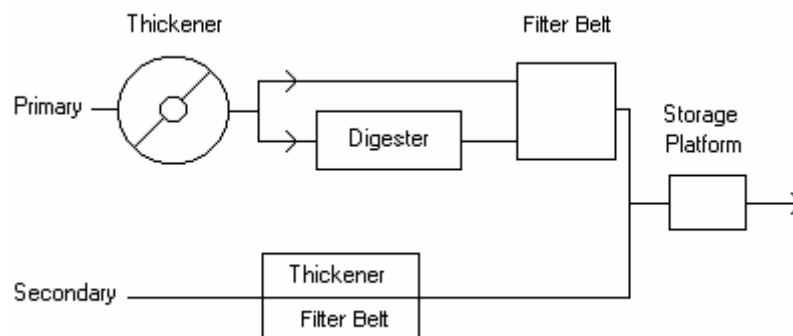 Thickener
Filter Belt
Primary
Digester
Storage
Platform
Secondary
Thickener
Filter Belt